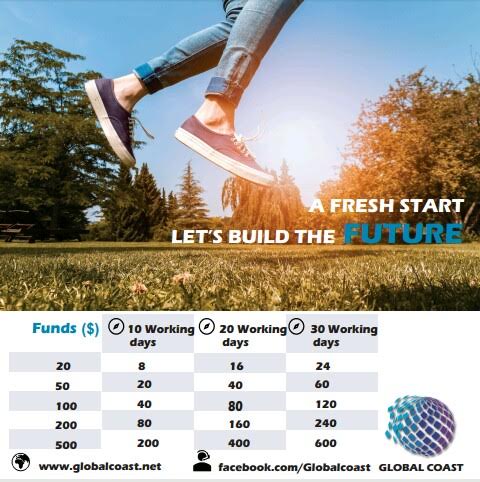 A FRESH START
LET'S BUILD THE FUTURE
Funds ($) 10 Working days 20 Working days 30 Working days
20 8 16 24
50 20 40 60
100 40 80 120
200 80 160 240
500 200 400 600
www.globalcoast.net facebook.com/Globalcoast GLOBAL COAST